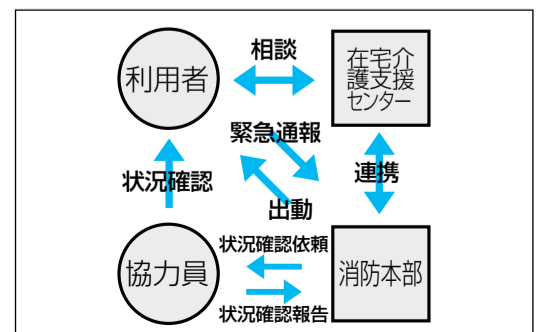 相談
利用者
在宅介
護支援
センター
緊急通報
状況確認
連携
出動
状況確認依頼
協力員
消防本部
状況確認報告